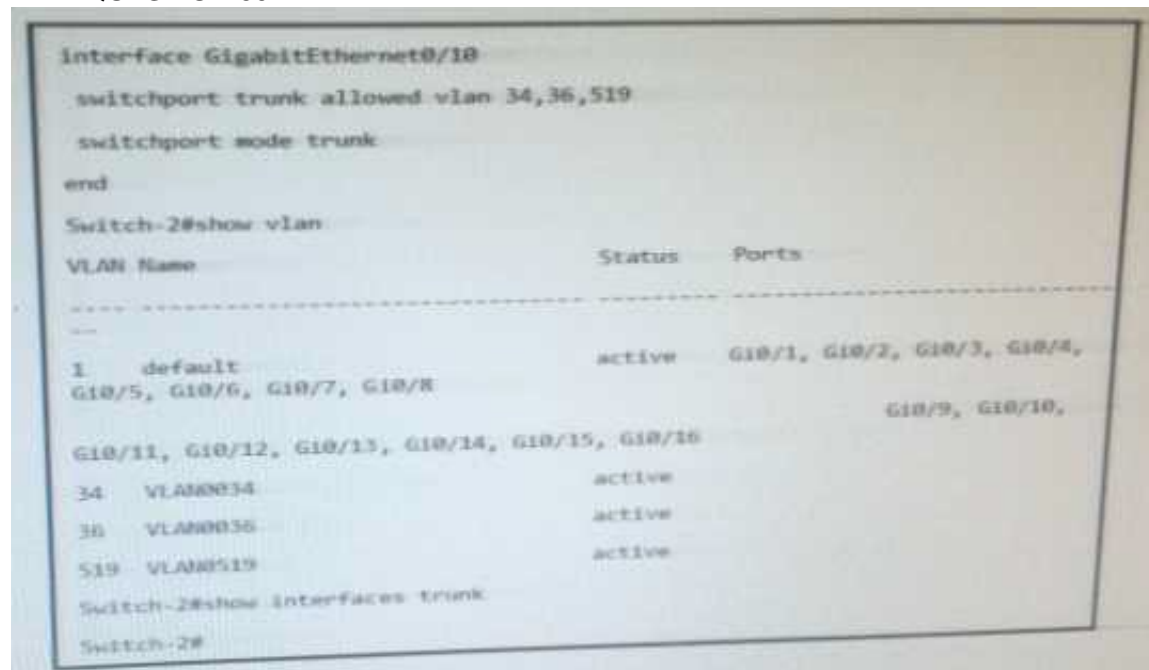 interface GigabitEthernet0/10
switchport trunk allowed vlan 34,36,519
switchport mode trunk
end
Switch-2#show vlan
VLAN Name Status Ports
---- -------------------------------- --------- -------------------------------
--
1 default active Gi0/1, Gi0/2, Gi0/3, Gi0/4,
Gi0/5, Gi0/6, Gi0/7, Gi0/8
Gi0/9, Gi0/10,
Gi0/11, Gi0/12, Gi0/13, Gi0/14, Gi0/15, Gi0/16
34 VLAN0034 active
36 VLAN0036 active
519 VLAN0519 active
Switch-2#show interfaces trunk
Switch-2#